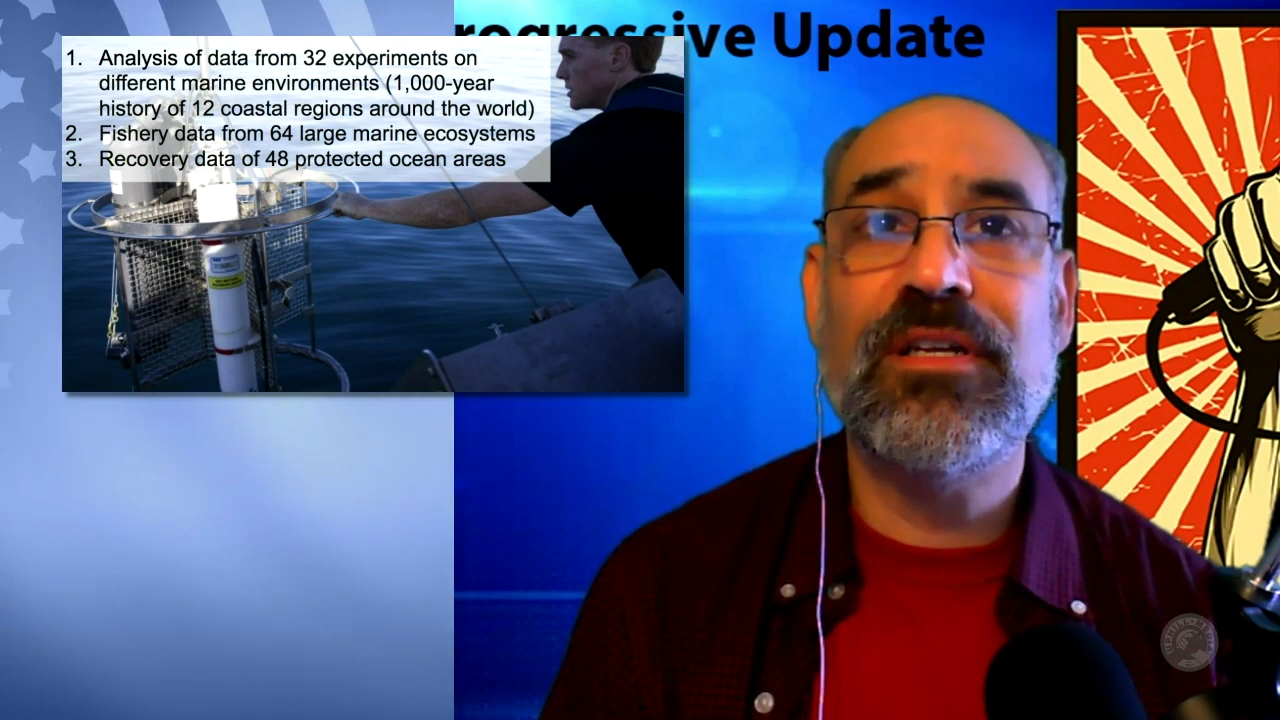 rogressive Update
1. Analysis of data from 32 experiments on
different marine environments (1,000-year
history of 12 coastal regions around the world)
2. Fishery data from 64 large marine ecosystems
3. Recovery data of 48 protected ocean areas